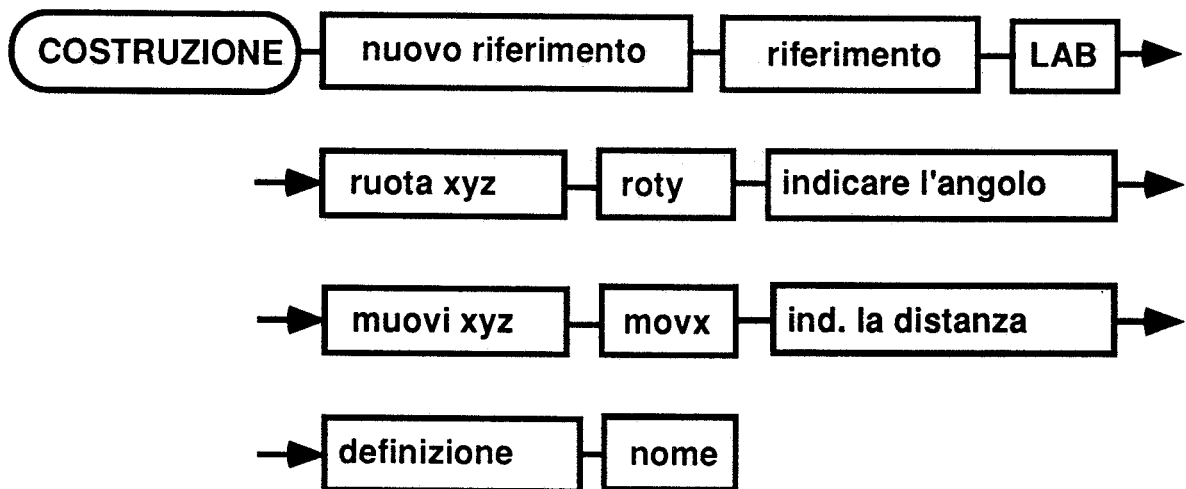 COSTRUZIONE nuovo riferimento riferimento LAB
ruota xyz roty indicare l'angolo
muovi xyz movx ind. la distanza
definizione nome